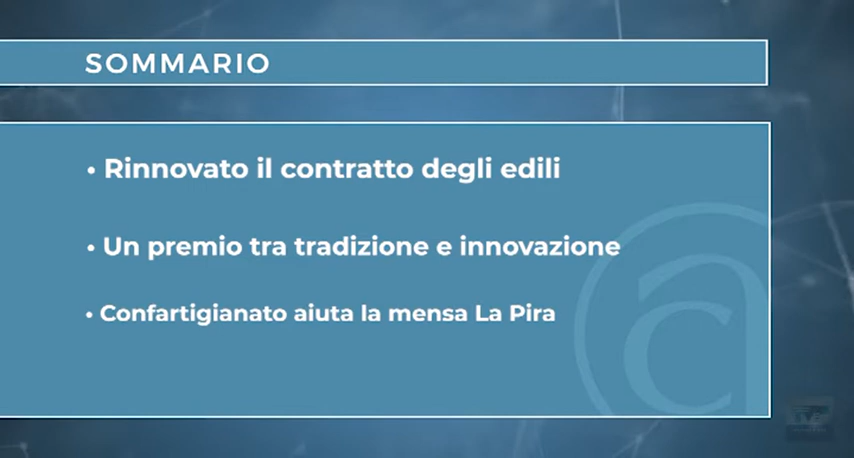 SOMMARIO
• Rinnovato il contratto degli edili
• Un premio tra tradizione e innovazione
• Confartigianato aiuta la mensa La Pira